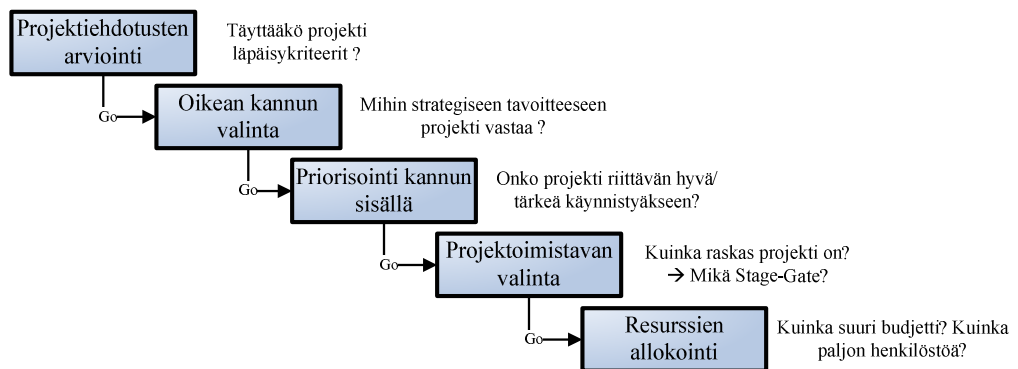 Projektiehdotusten
arviointi
Täyttääkö projekti
läpäisykriteerit ?
Go
Oikean kannun
valinta
Mihin strategiseen tavoitteeseen
projekti vastaa ?
Go
Priorisointi kannun
sisällä
Onko projekti riittävän hyvä/
tärkeä käynnistyäkseen?
Go
Projektoimistavan
valinta
Kuinka raskas projekti on?
→ Mikä Stage-Gate?
Go
Resurssien
allokointi
Kuinka suuri budjetti? Kuinka
paljon henkilöstöä?